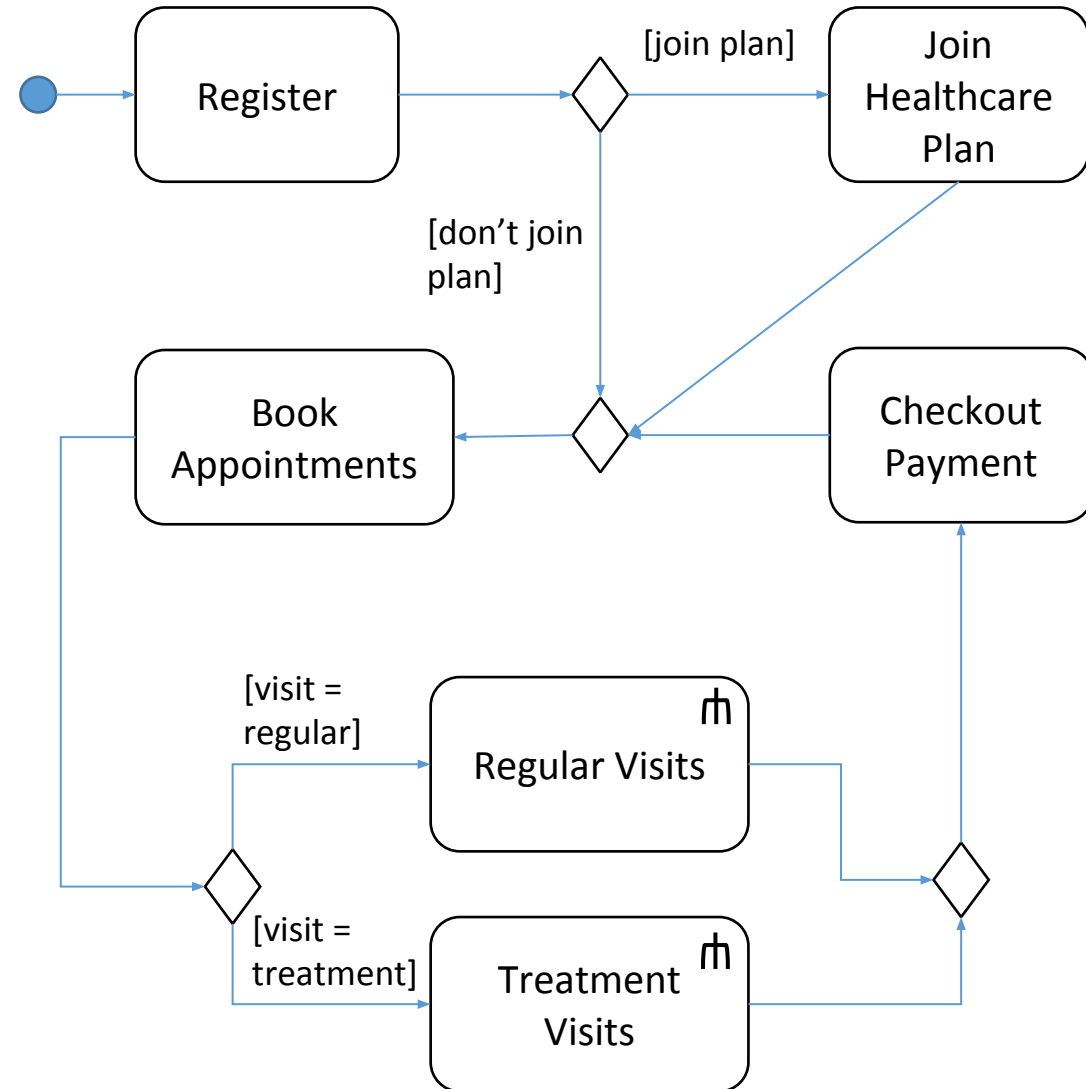 Register
[join plan]
Join
Healthcare
Plan
[don’t join
plan]
Book
Appointments
Checkout
Payment
[visit =
regular]
Regular Visits
[visit =
treatment]
Treatment
Visits